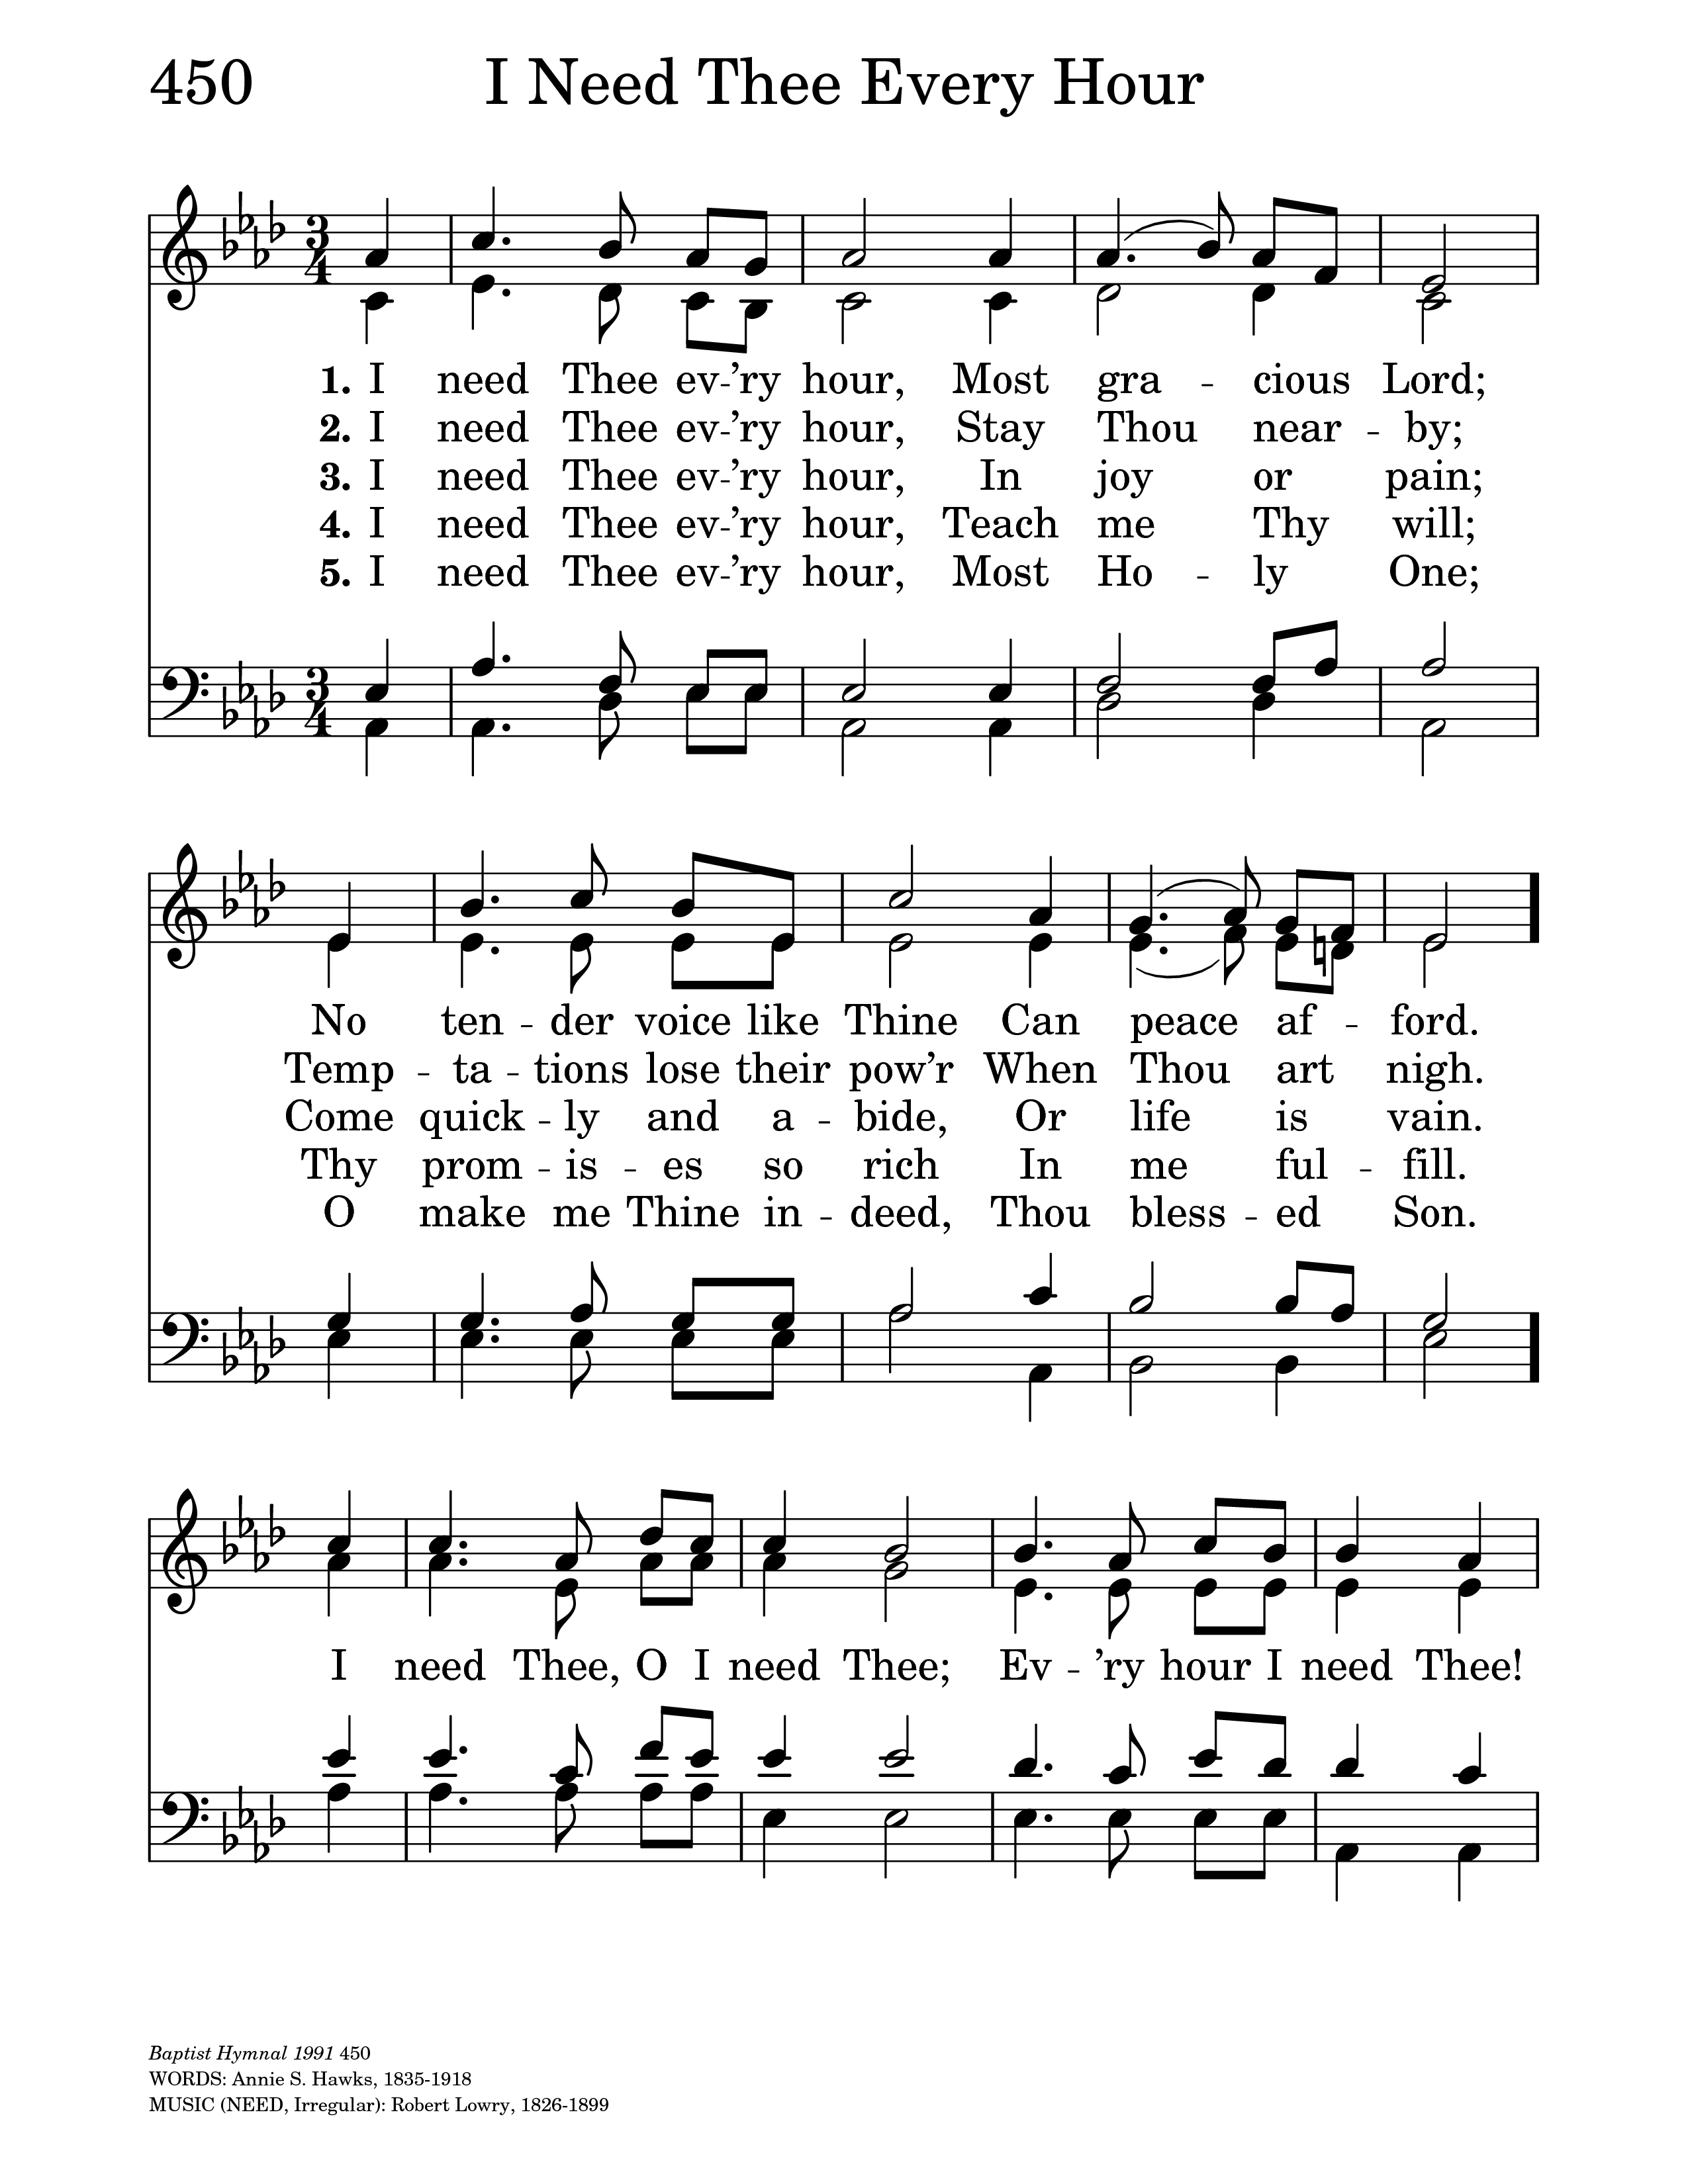 450 I Need Thee Every Hour
3
4
1. I need Thee ev - ’ry hour, Most gra - cious Lord;
2. I need Thee ev - ’ry hour, Stay Thou near - by;
3. I need Thee ev - ’ry hour, In joy or pain;
4. I need Thee ev - ’ry hour, Teach me Thy will;
5. I need Thee ev - ’ry hour, Most Ho - ly One;
3
4
No ten - der voice like Thine Can peace af - ford.
Temp - ta - tions lose their pow’r When Thou art nigh.
Come quick - ly and a - bide, Or life is vain.
Thy prom - is - es so rich In me ful - fill.
O make me Thine in - deed, Thou bless - ed Son.
I need Thee, O I need Thee; Ev - ’ry hour I need Thee!
Baptist Hymnal 1991 450
WORDS: Annie S. Hawks, 1835-1918
MUSIC (NEED, Irregular): Robert Lowry, 1826-1899